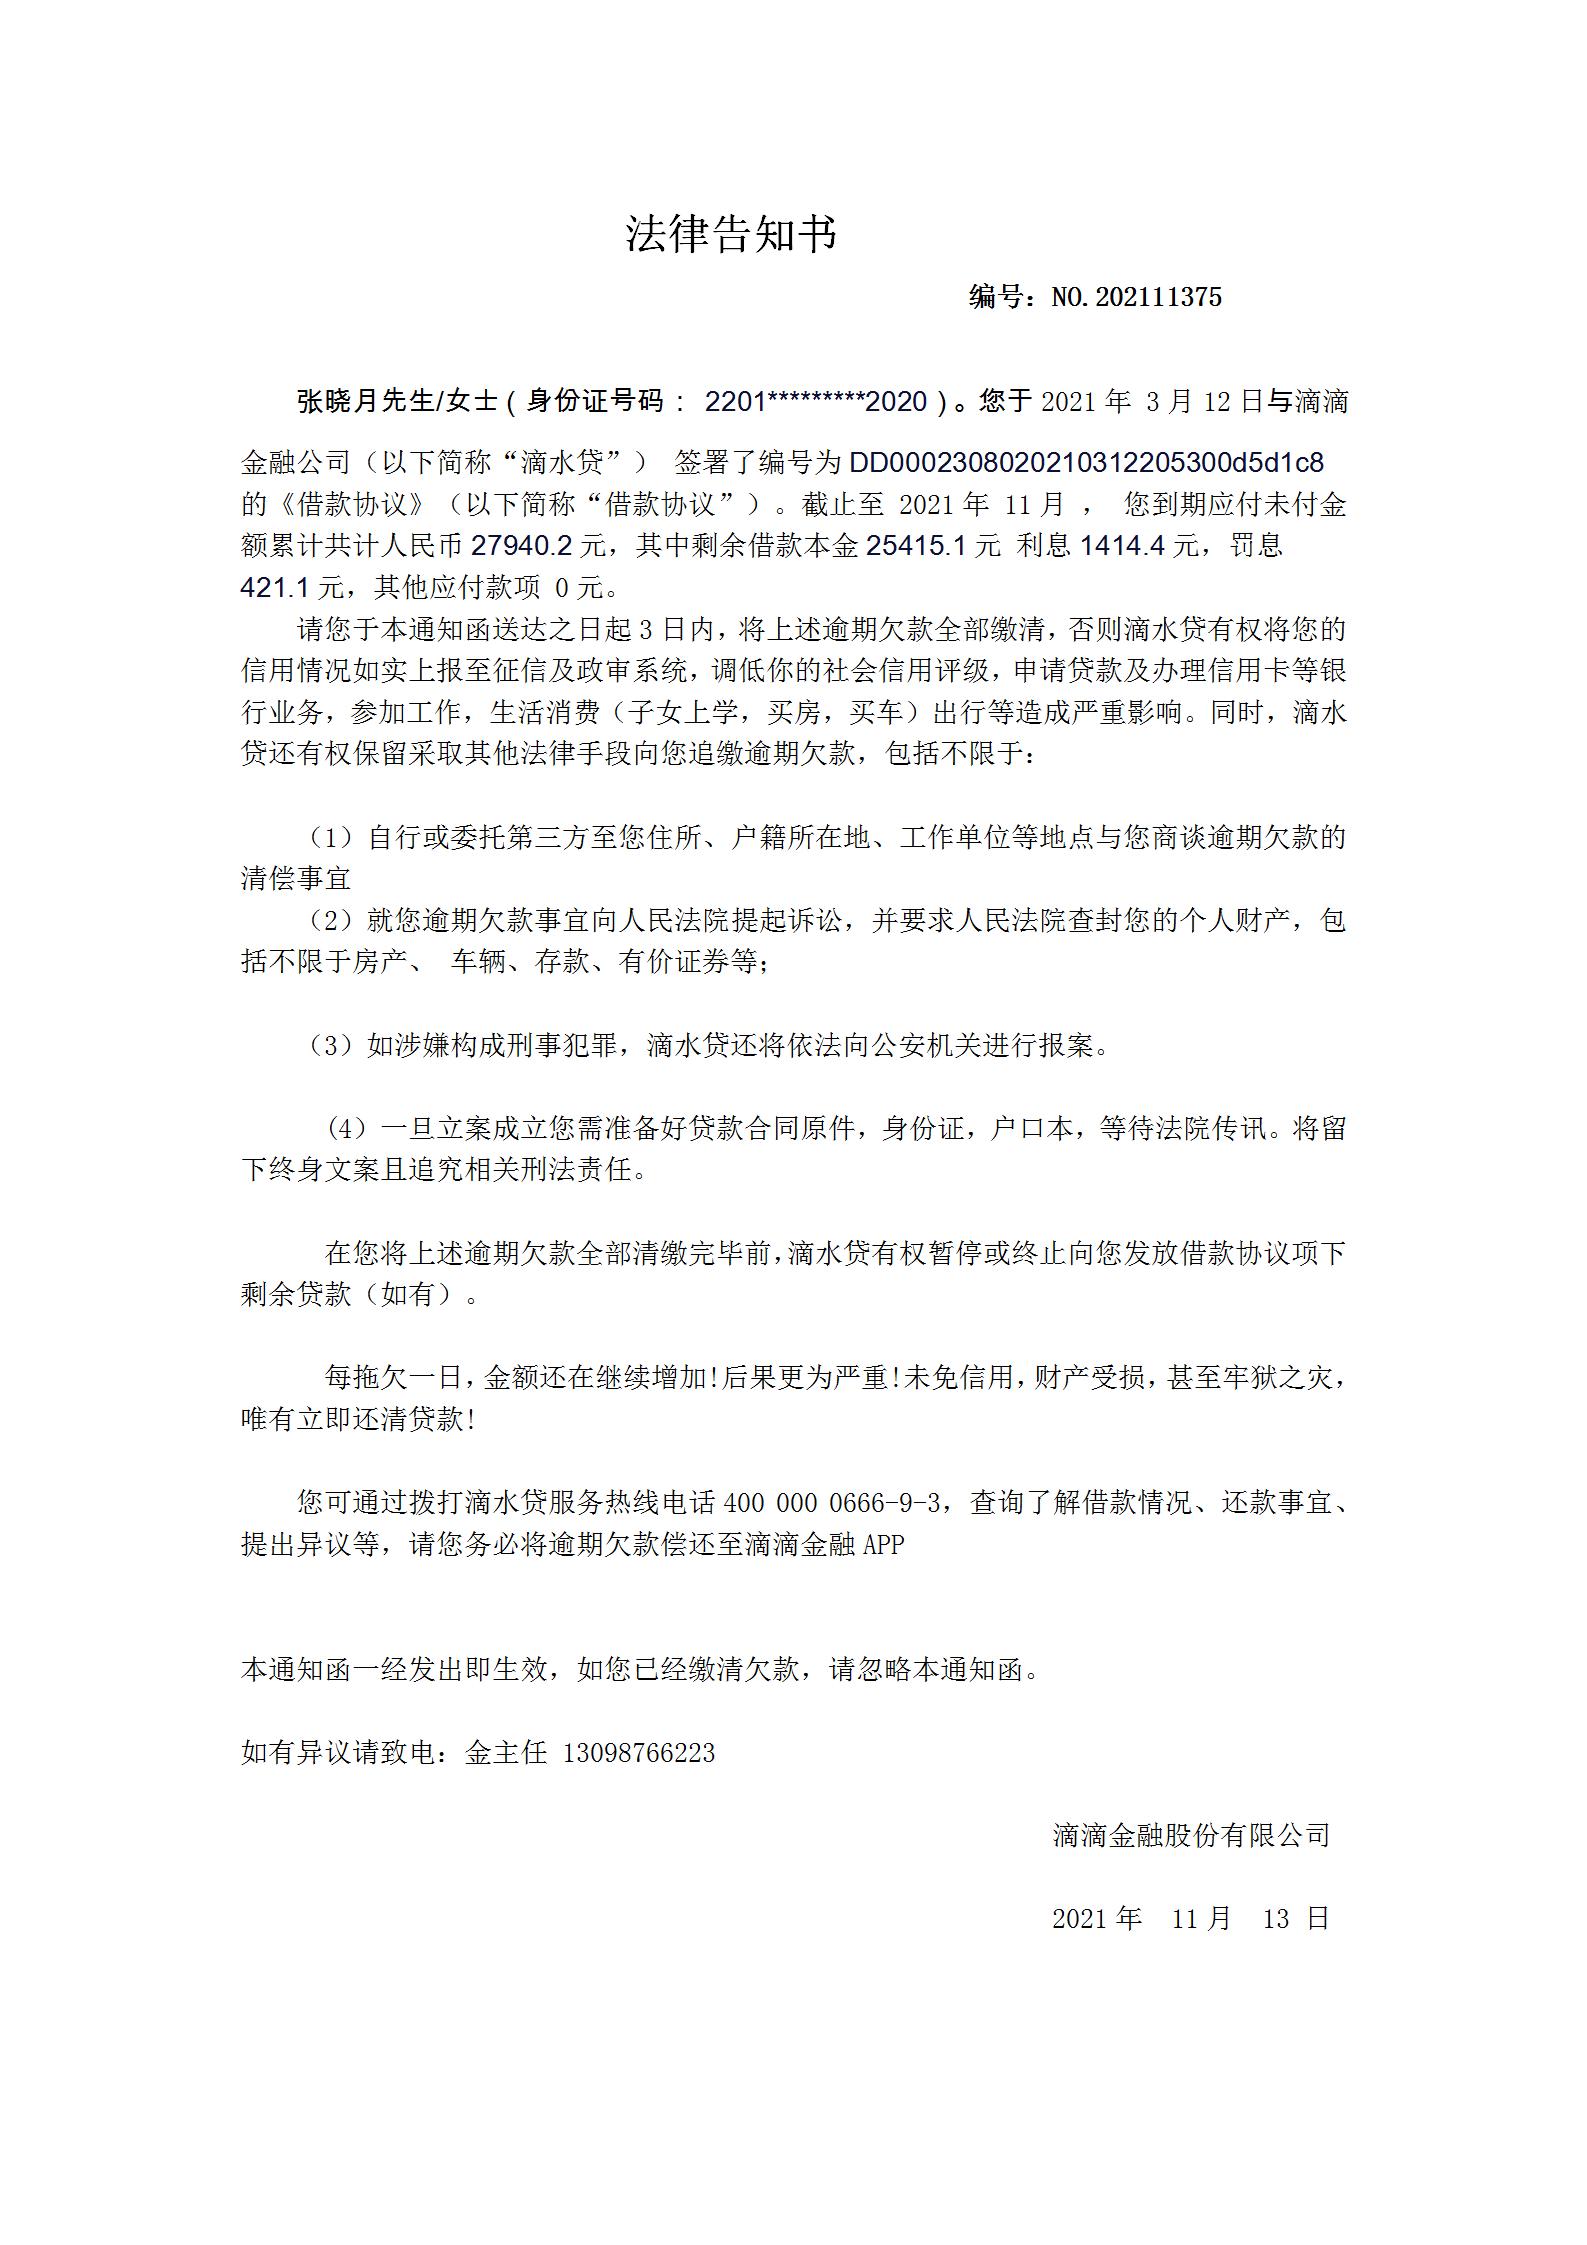 法律告知书
编号：NO.202111375
张晓月先生/女士（身份证号码： 2201*********2020）。您于 2021 年 3 月 12 日与滴滴
金融公司（以下简称“滴水贷”） 签署了编号为 DD0002308020210312205300d5d1c8
的《借款协议》（以下简称“借款协议”）。截止至 2021 年 11 月 ， 您到期应付未付金
额累计共计人民币 27940.2 元，其中剩余借款本金 25415.1 元 利息 1414.4 元，罚息
421.1 元，其他应付款项 0 元。
请您于本通知函送达之日起 3 日内，将上述逾期欠款全部缴清，否则滴水贷有权将您的
信用情况如实上报至征信及政审系统，调低你的社会信用评级，申请贷款及办理信用卡等银
行业务，参加工作，生活消费（子女上学，买房，买车）出行等造成严重影响。同时，滴水
贷还有权保留采取其他法律手段向您追缴逾期欠款，包括不限于：
（1）自行或委托第三方至您住所、户籍所在地、工作单位等地点与您商谈逾期欠款的
清偿事宜
（2）就您逾期欠款事宜向人民法院提起诉讼，并要求人民法院查封您的个人财产，包
括不限于房产、 车辆、存款、有价证券等；
（3）如涉嫌构成刑事犯罪，滴水贷还将依法向公安机关进行报案。
(4）一旦立案成立您需准备好贷款合同原件，身份证，户口本，等待法院传讯。将留
下终身文案且追究相关刑法责任。
在您将上述逾期欠款全部清缴完毕前,滴水贷有权暂停或终止向您发放借款协议项下
剩余贷款（如有）。
每拖欠一日，金额还在继续增加!后果更为严重!未免信用，财产受损，甚至牢狱之灾，
唯有立即还清贷款!
您可通过拨打滴水贷服务热线电话 400 000 0666-9-3，查询了解借款情况、还款事宜、
提出异议等，请您务必将逾期欠款偿还至滴滴金融 APP
本通知函一经发出即生效，如您已经缴清欠款，请忽略本通知函。
如有异议请致电：金主任 13098766223
滴滴金融股份有限公司
2021 年 11 月 13 日